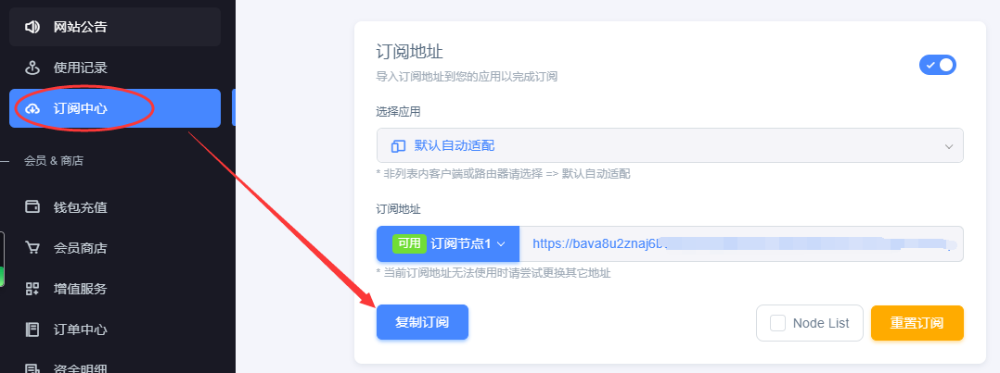 网站公告
使用记录
订阅中心
会员 & 商店
钱包充值
会员商店
增值服务
订单中心
资金明细
订阅地址
导入订阅地址到您的应用以完成订阅
选择应用
默认自动适配
* 非列表内客户端或路由器请选择 => 默认自动适配
订阅地址
可用 订阅节点1 https://bava8u2znaj6
* 当前订阅地址无法使用时请尝试更换其它地址
复制订阅 Node List 重置订阅